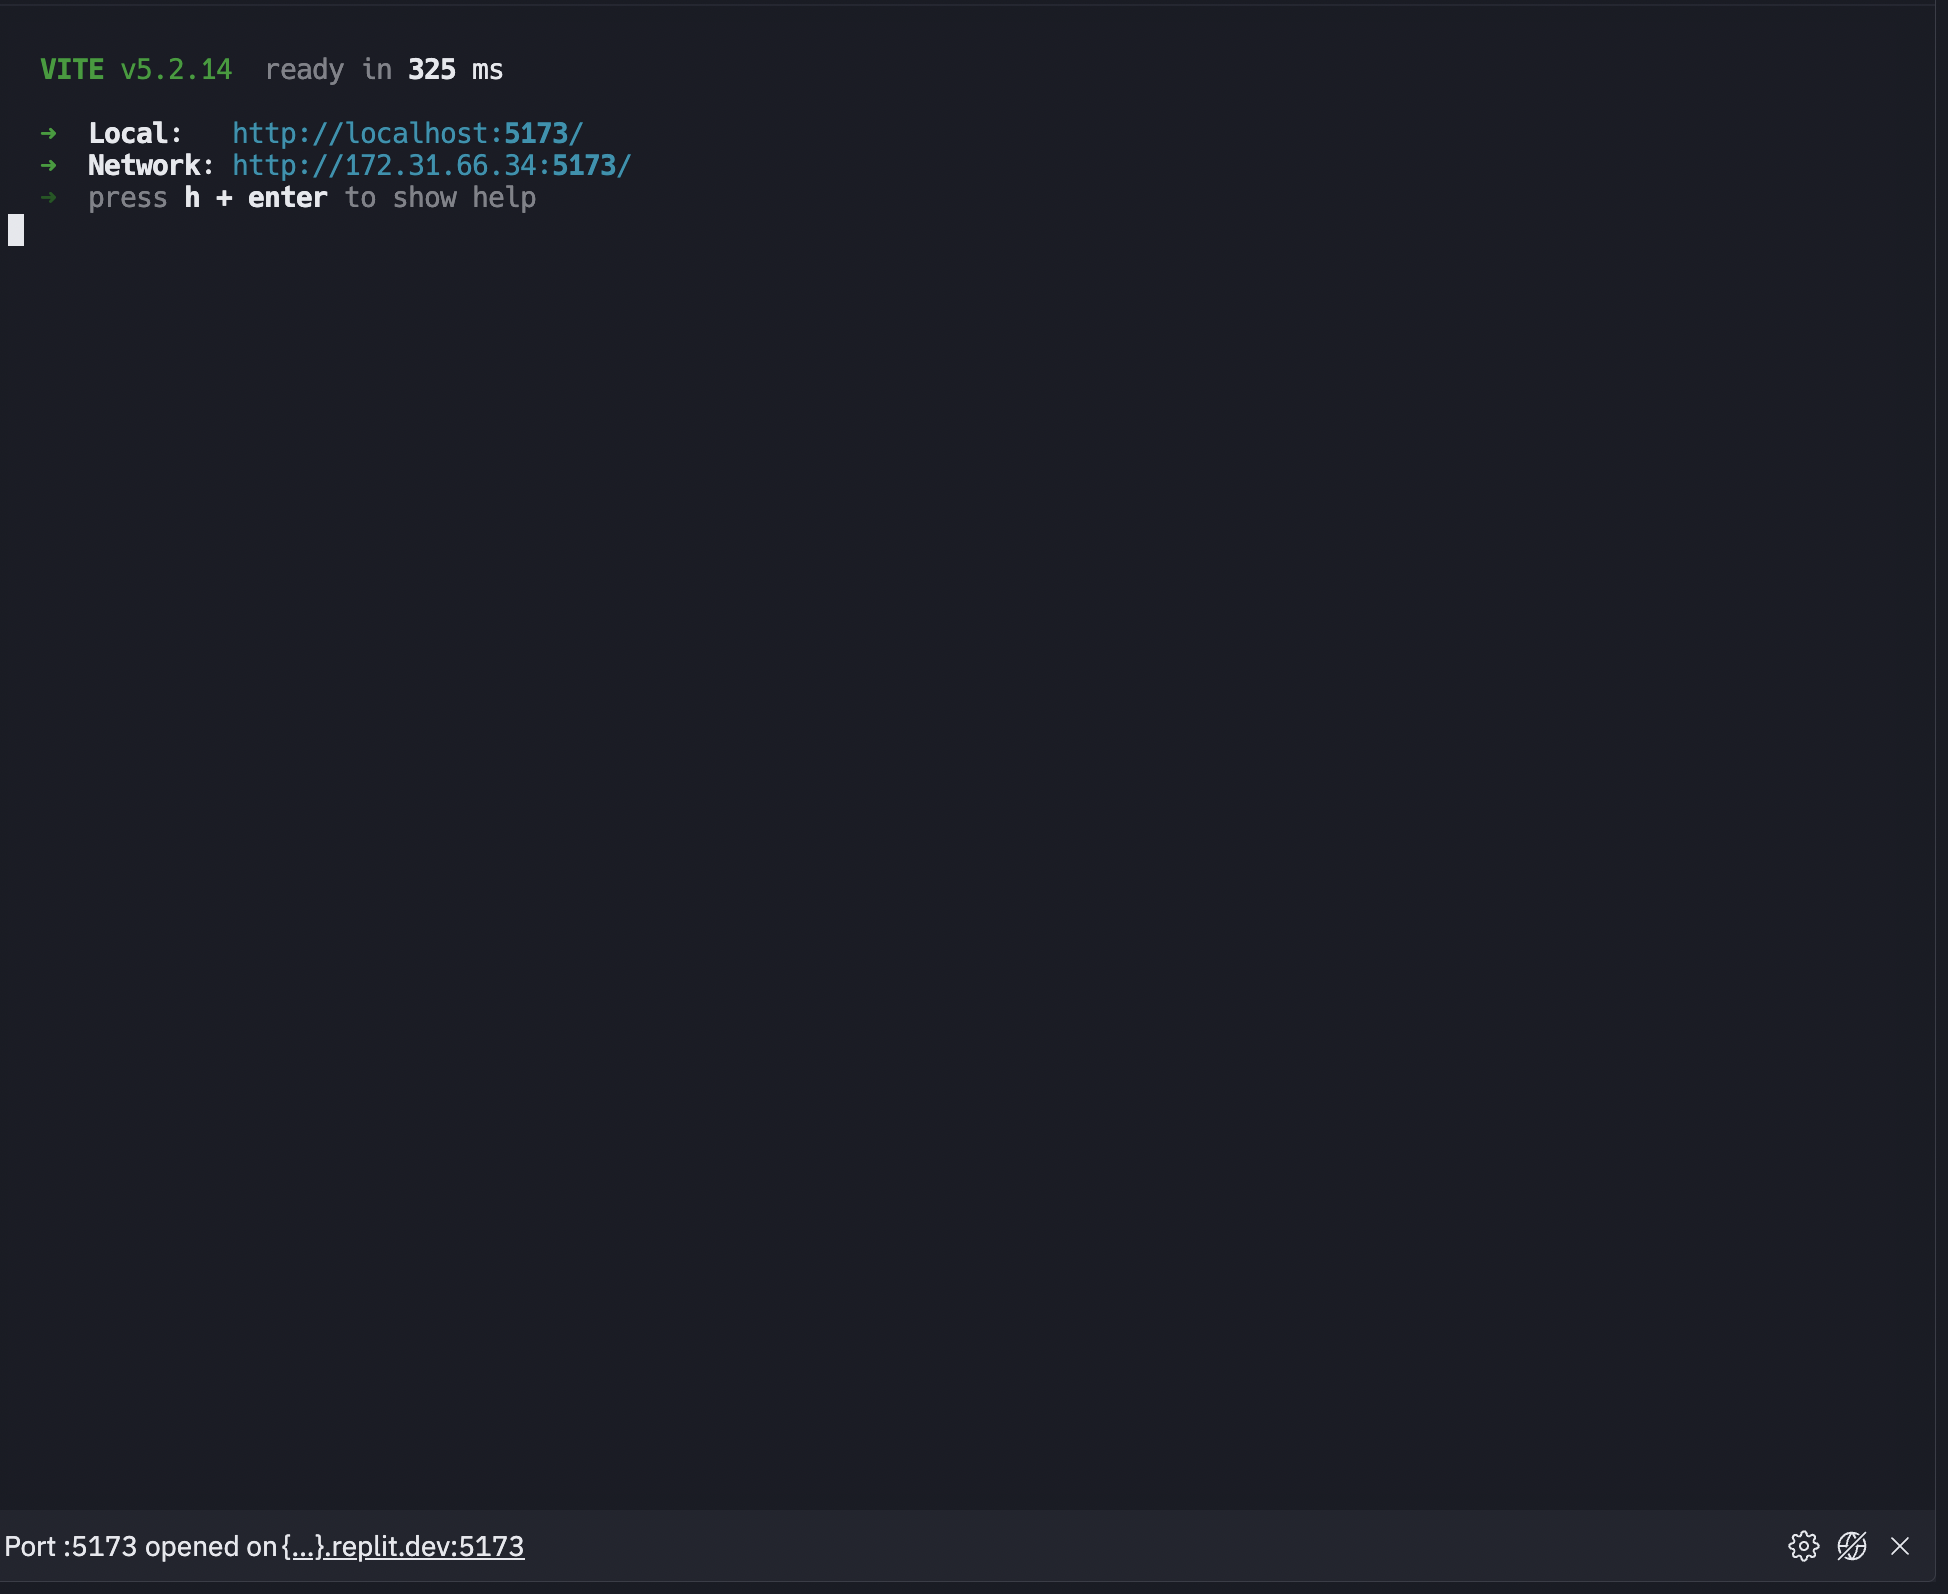 VITE v5.2.14  ready in 325 ms
➜  Local:   http://localhost:5173/
➜  Network: http://172.31.66.34:5173/
➜  press h + enter to show help
Port :5173 opened on {...}.replit.dev:5173